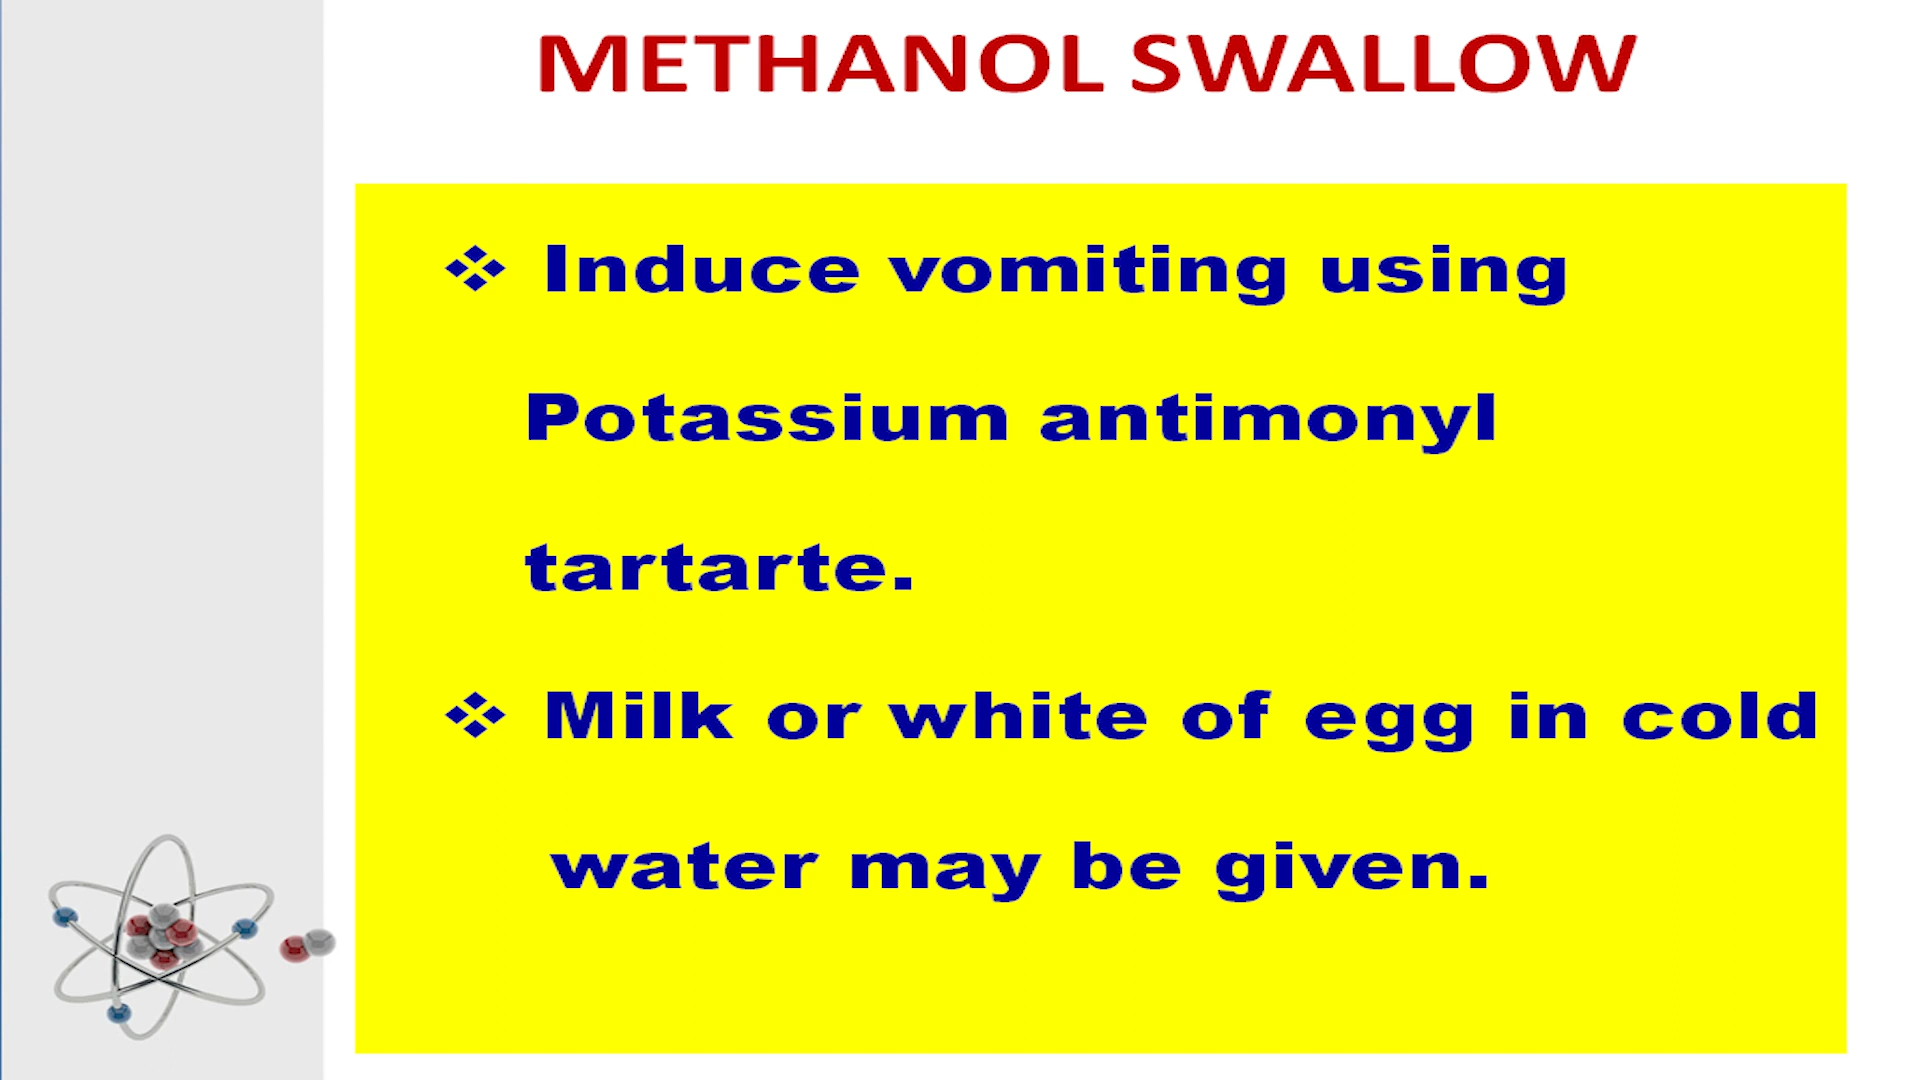 METHANOL SWALLOW
❖ Induce vomiting using
Potassium antimonyl
tartarte.
❖ Milk or white of egg in cold
water may be given.